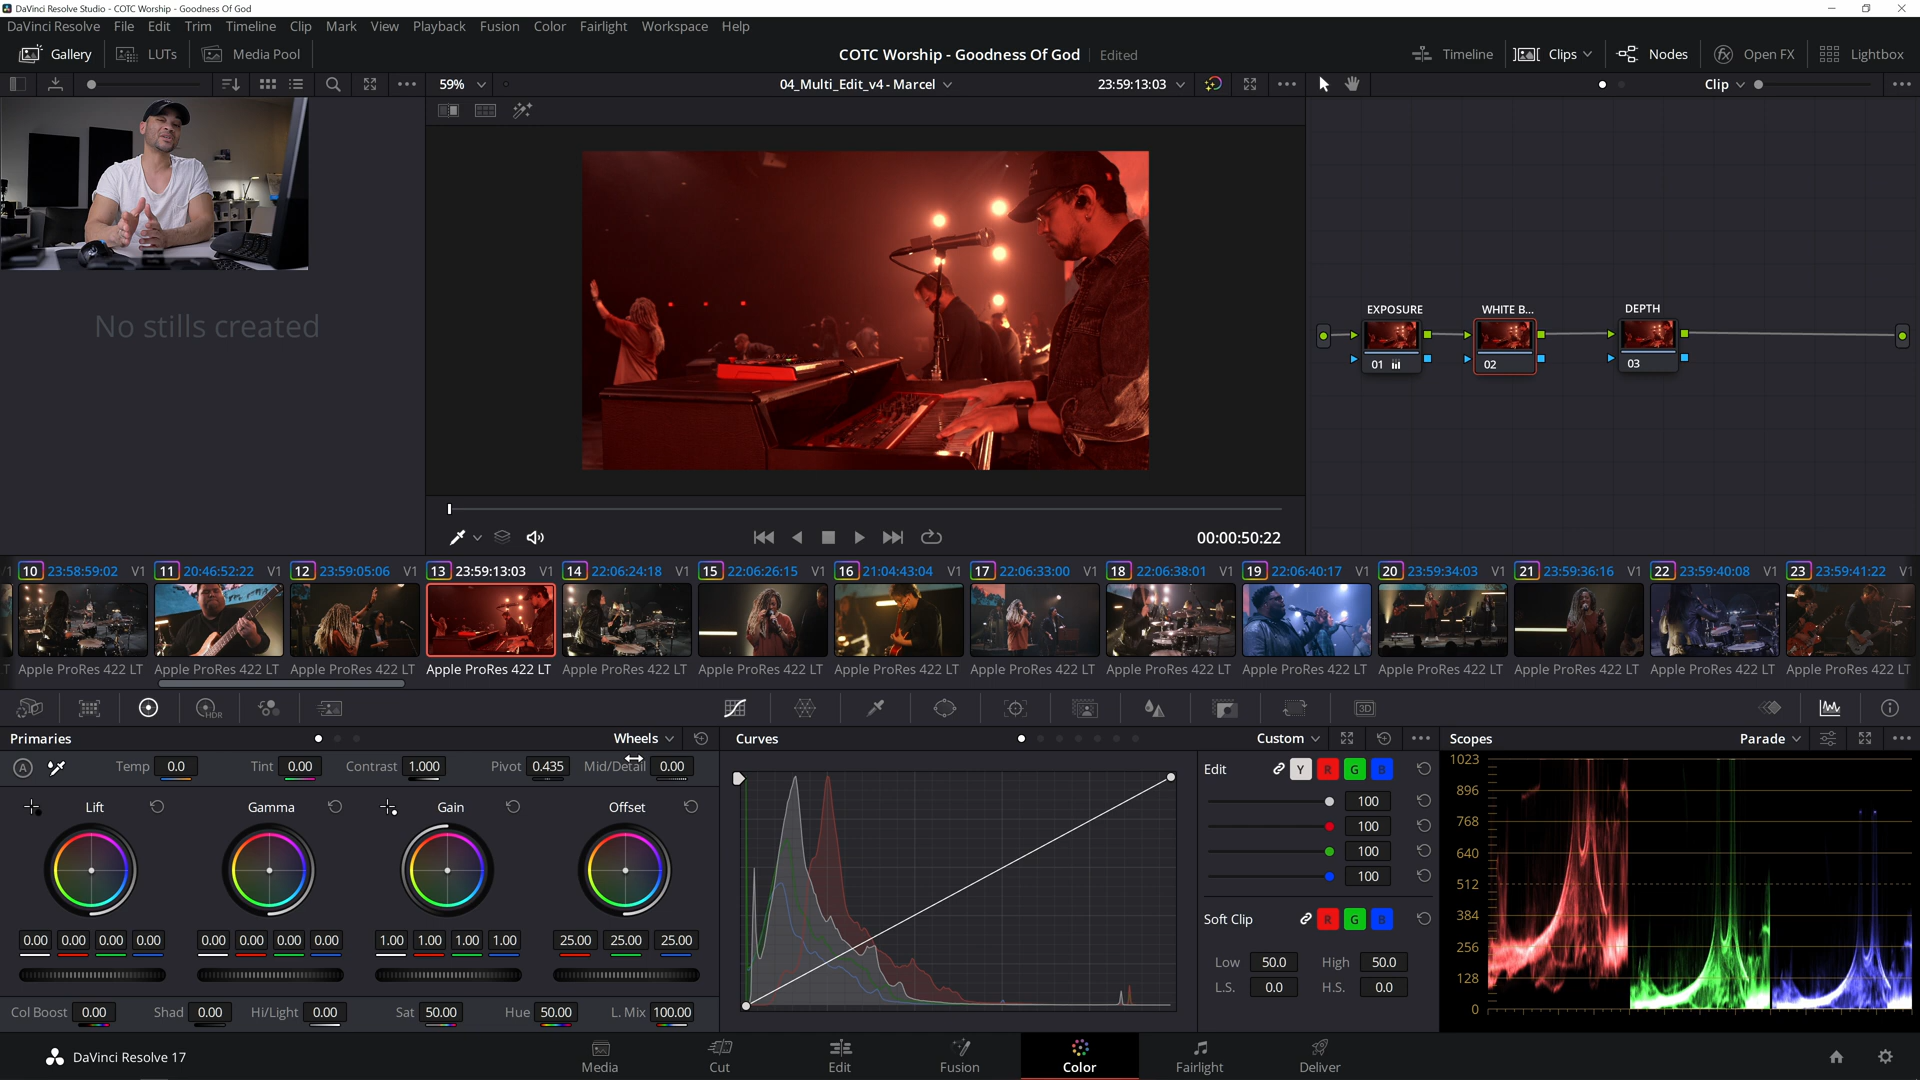 DaVinci Resolve Studio - COTC Worship - Goodness Of God
DaVinci Resolve File Edit Trim Timeline Clip Mark View Playback Fusion Color Fairlight Workspace Help
Gallery LUTs Media Pool COTC Worship - Goodness Of God Edited Timeline Clips Nodes Open FX Lightbox
59% 04_Multi_Edit_v4 - Marcel 23:59:13:03 Clip
No stills created
EXPOSURE WHITE B... DEPTH
01 02 03
00:00:50:22
10 23:58:59:02 V1 11 20:46:52:22 V1 12 23:59:05:06 V1 13 23:59:13:03 V1 14 22:06:24:18 V1 15 22:06:26:15 V1 16 21:04:43:04 V1 17 22:06:33:00 V1 18 22:06:38:01 V1 19 22:06:40:17 V1 20 23:59:34:03 V1 21 23:59:36:16 V1 22 23:59:40:08 V1 23 23:59:41:22 V1
Apple ProRes 422 LT Apple ProRes 422 LT Apple ProRes 422 LT Apple ProRes 422 LT Apple ProRes 422 LT Apple ProRes 422 LT Apple ProRes 422 LT Apple ProRes 422 LT Apple ProRes 422 LT Apple ProRes 422 LT Apple ProRes 422 LT Apple ProRes 422 LT Apple ProRes 422 LT Apple ProRes 422 LT
HDR 3D
Primaries Wheels
Temp 0.0 Tint 0.00 Contrast 1.000 Pivot 0.435 Mid/Detail 0.00
A
Lift Gamma Gain Offset
0.00 0.00 0.00 0.00 0.00 0.00 0.00 0.00 1.00 1.00 1.00 1.00 25.00 25.00 25.00
Col Boost 0.00 Shad 0.00 Hi/Light 0.00 Sat 50.00 Hue 50.00 L. Mix 100.00
Curves Custom
Edit Y R G B
100
100
100
100
Soft Clip R G B
Low 50.0 High 50.0
L.S. 0.0 H.S. 0.0
Scopes Parade
1023
896
768
640
512
384
256
128
0
DaVinci Resolve 17 Media Cut Edit Fusion Color Fairlight Deliver